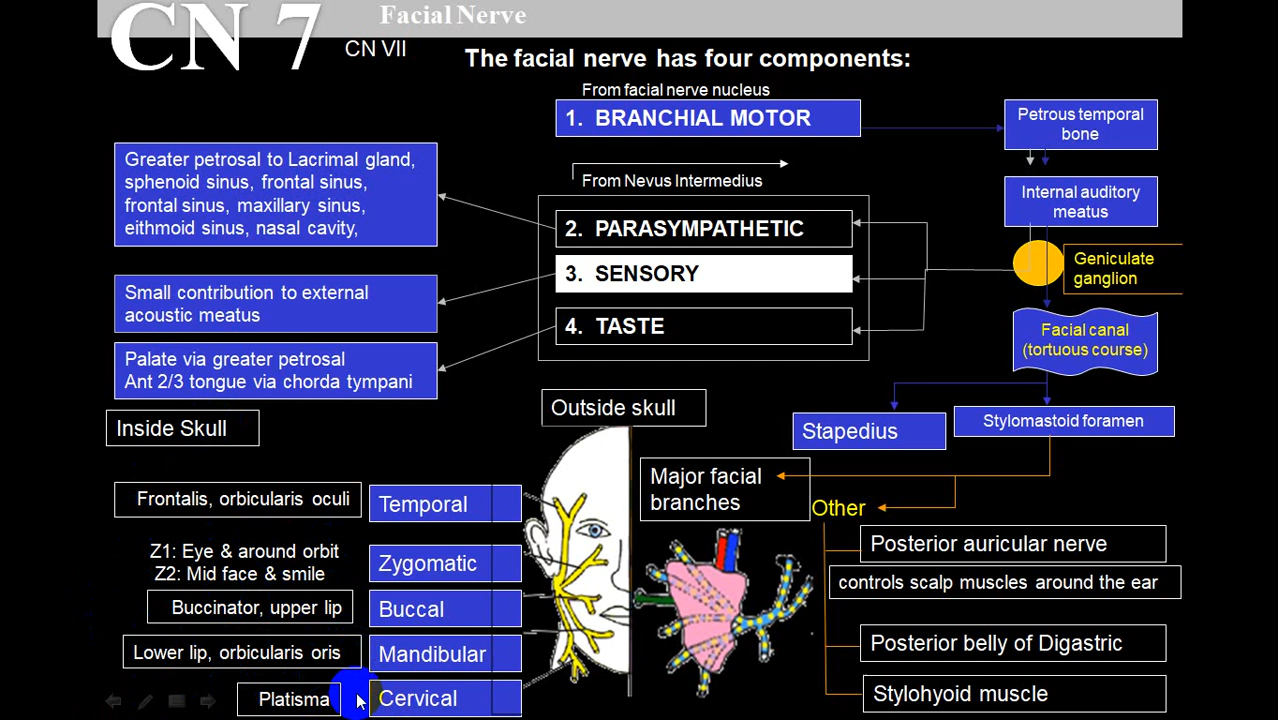 CN 7
Facial Nerve
CN VII
The facial nerve has four components:
From facial nerve nucleus
1. BRANCHIAL MOTOR
Petrous temporal
bone
Greater petrosal to Lacrimal gland,
sphenoid sinus, frontal sinus,
frontal sinus, maxillary sinus,
eithmoid sinus, nasal cavity,
From Nevus Intermedius
Internal auditory
meatus
2. PARASYMPATHETIC
3. SENSORY
4. TASTE
Geniculate
ganglion
Small contribution to external
acoustic meatus
Facial canal
(tortuous course)
Palate via greater petrosal
Ant 2/3 tongue via chorda tympani
Inside Skull
Outside skull
Stapedius
Stylomastoid foramen
Major facial
branches
Other
Frontalis, orbicularis oculi
Temporal
Z1: Eye & around orbit
Z2: Mid face & smile
Zygomatic
Buccinator, upper lip
Buccal
Lower lip, orbicularis oris
Mandibular
Platisma
Cervical
Posterior auricular nerve
controls scalp muscles around the ear
Posterior belly of Digastric
Stylohyoid muscle